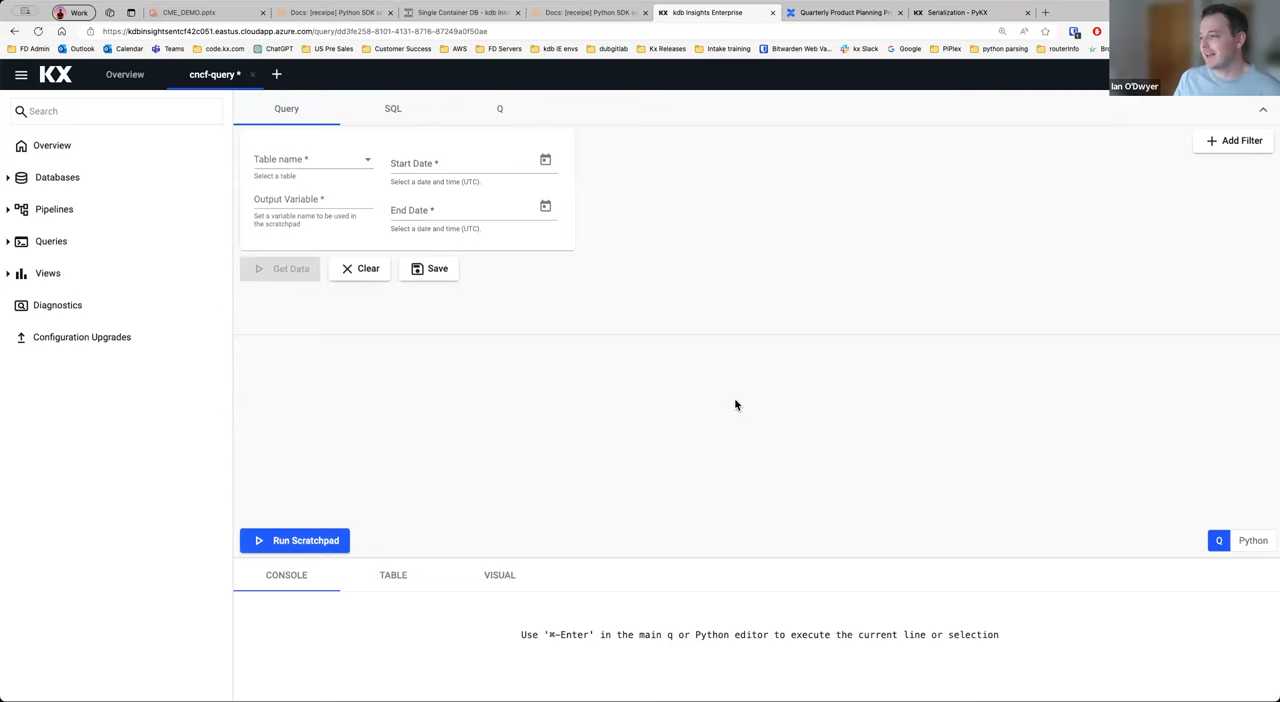 CME_DEMO.pptx
Docs: [receipe] Python SDK s
Single Container DB - kdb Insi
Docs: [receipe] Python SDK s
kdb Insights Enterprise
Quarterly Product Planning Pr
Serialization - PyKX
Work
https://kdbinsightsentcf42c051.eastus.cloudapp.azure.com/query/dd3fe258-8101-4131-8716-87249a0f50ae
FD Admin
Outlook
Calendar
Teams
code.kx.com
ChatGPT
US Pre Sales
Customer Success
AWS
FD Servers
kdb IE envs
dubgitlab
Kx Releases
Intake training
Bitwarden Web Va...
kx Slack
Google
PiPlex
python parsing
routerInfo
Bro
Ian O'Dwyer
KX
Overview
cncf-query *
Search
Query
SQL
Q
Add Filter
Overview
Databases
Pipelines
Queries
Views
Diagnostics
Configuration Upgrades
Table name *
Select a table
Start Date *
Select a date and time (UTC).
Output Variable *
Set a variable name to be used in
the scratchpad
End Date *
Select a date and time (UTC).
Get Data
Clear
Save
Run Scratchpad
Q
Python
CONSOLE
TABLE
VISUAL
Use '⌘-Enter' in the main q or Python editor to execute the current line or selection